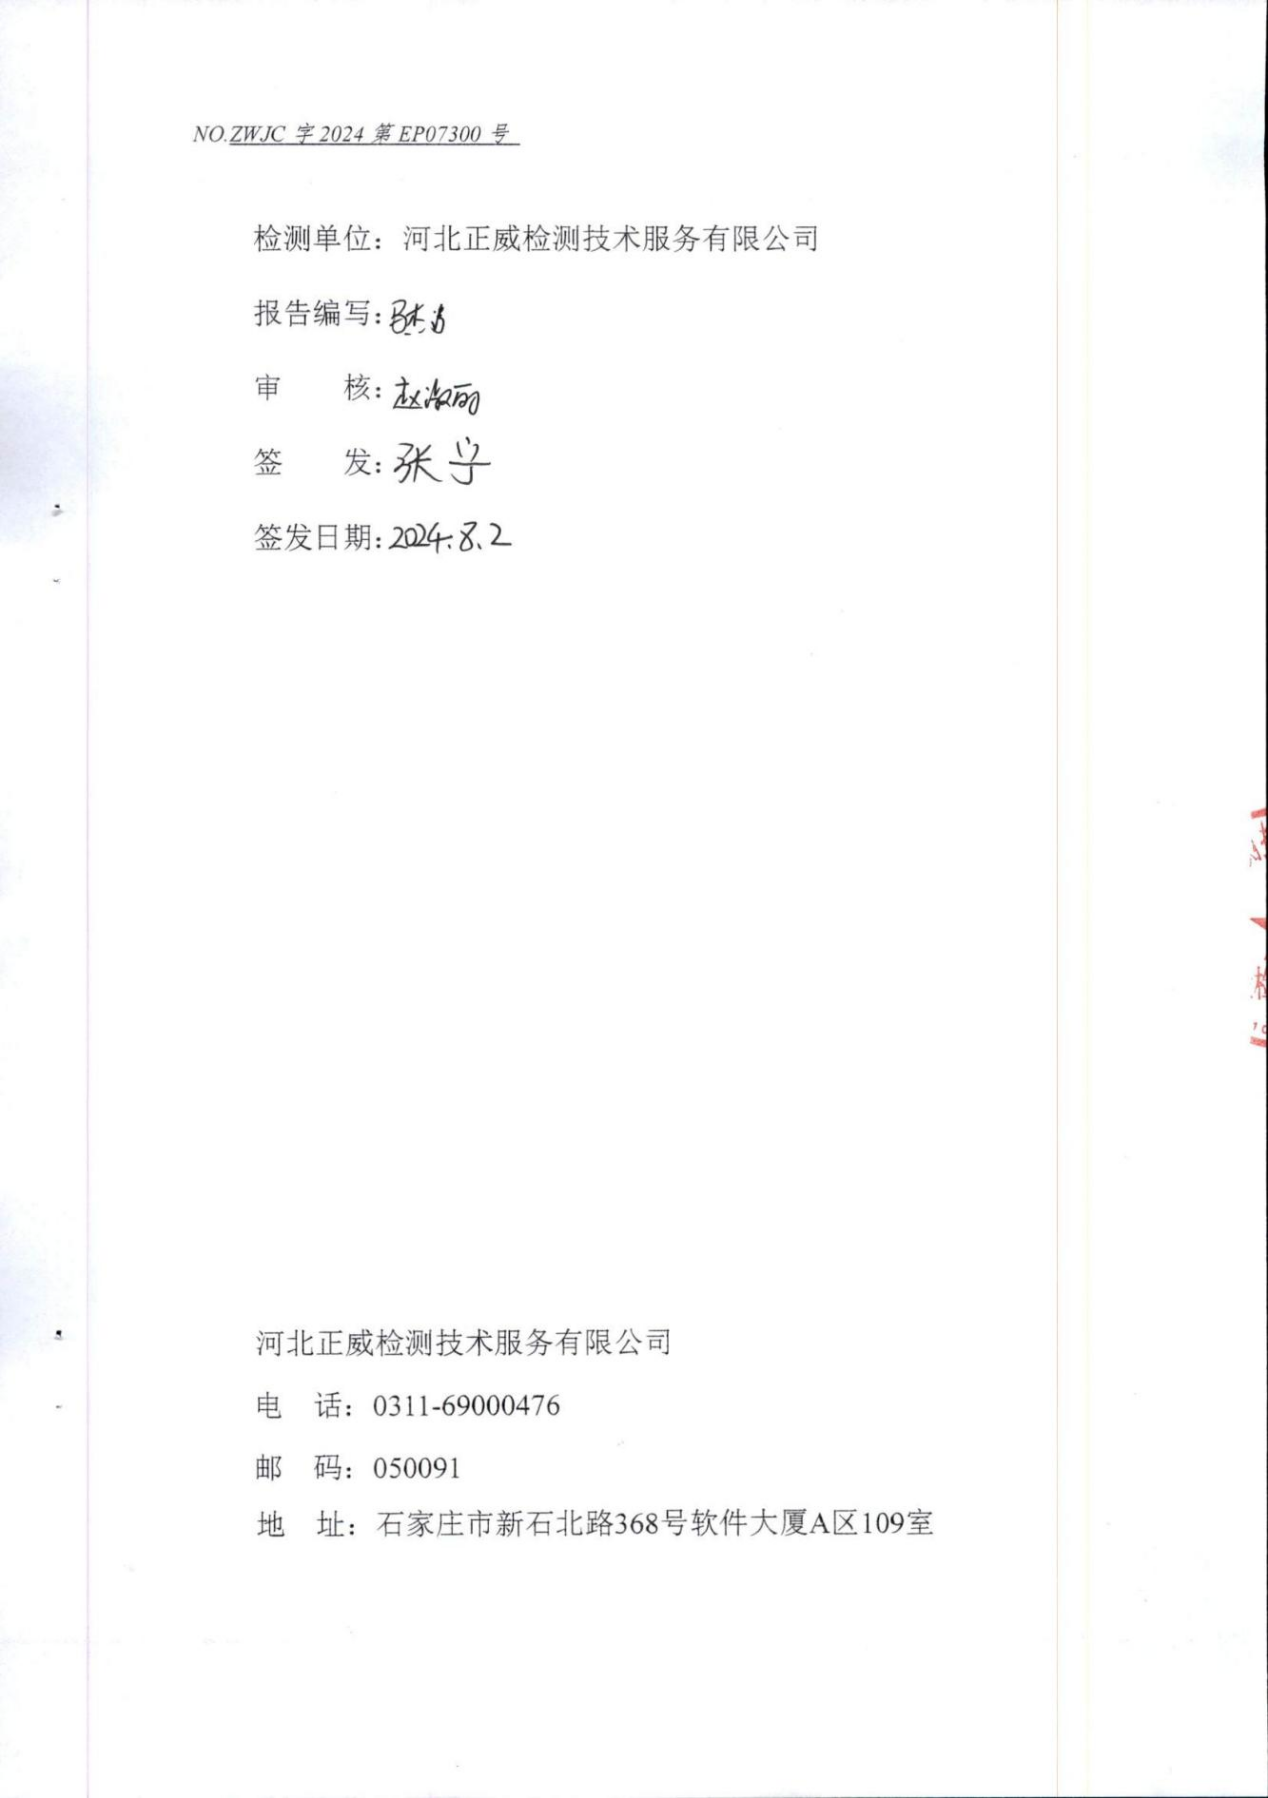 NO.ZWJC 字 2024 第 EP07300 号
检测单位：河北正威检测技术服务有限公司
报告编写：
审　　核：赵淑丽
签　　发：张宇
签发日期：2024.8.2
河北正威检测技术服务有限公司
电　话：0311-69000476
邮　码：050091
地　址：石家庄市新石北路368号软件大厦A区109室
检